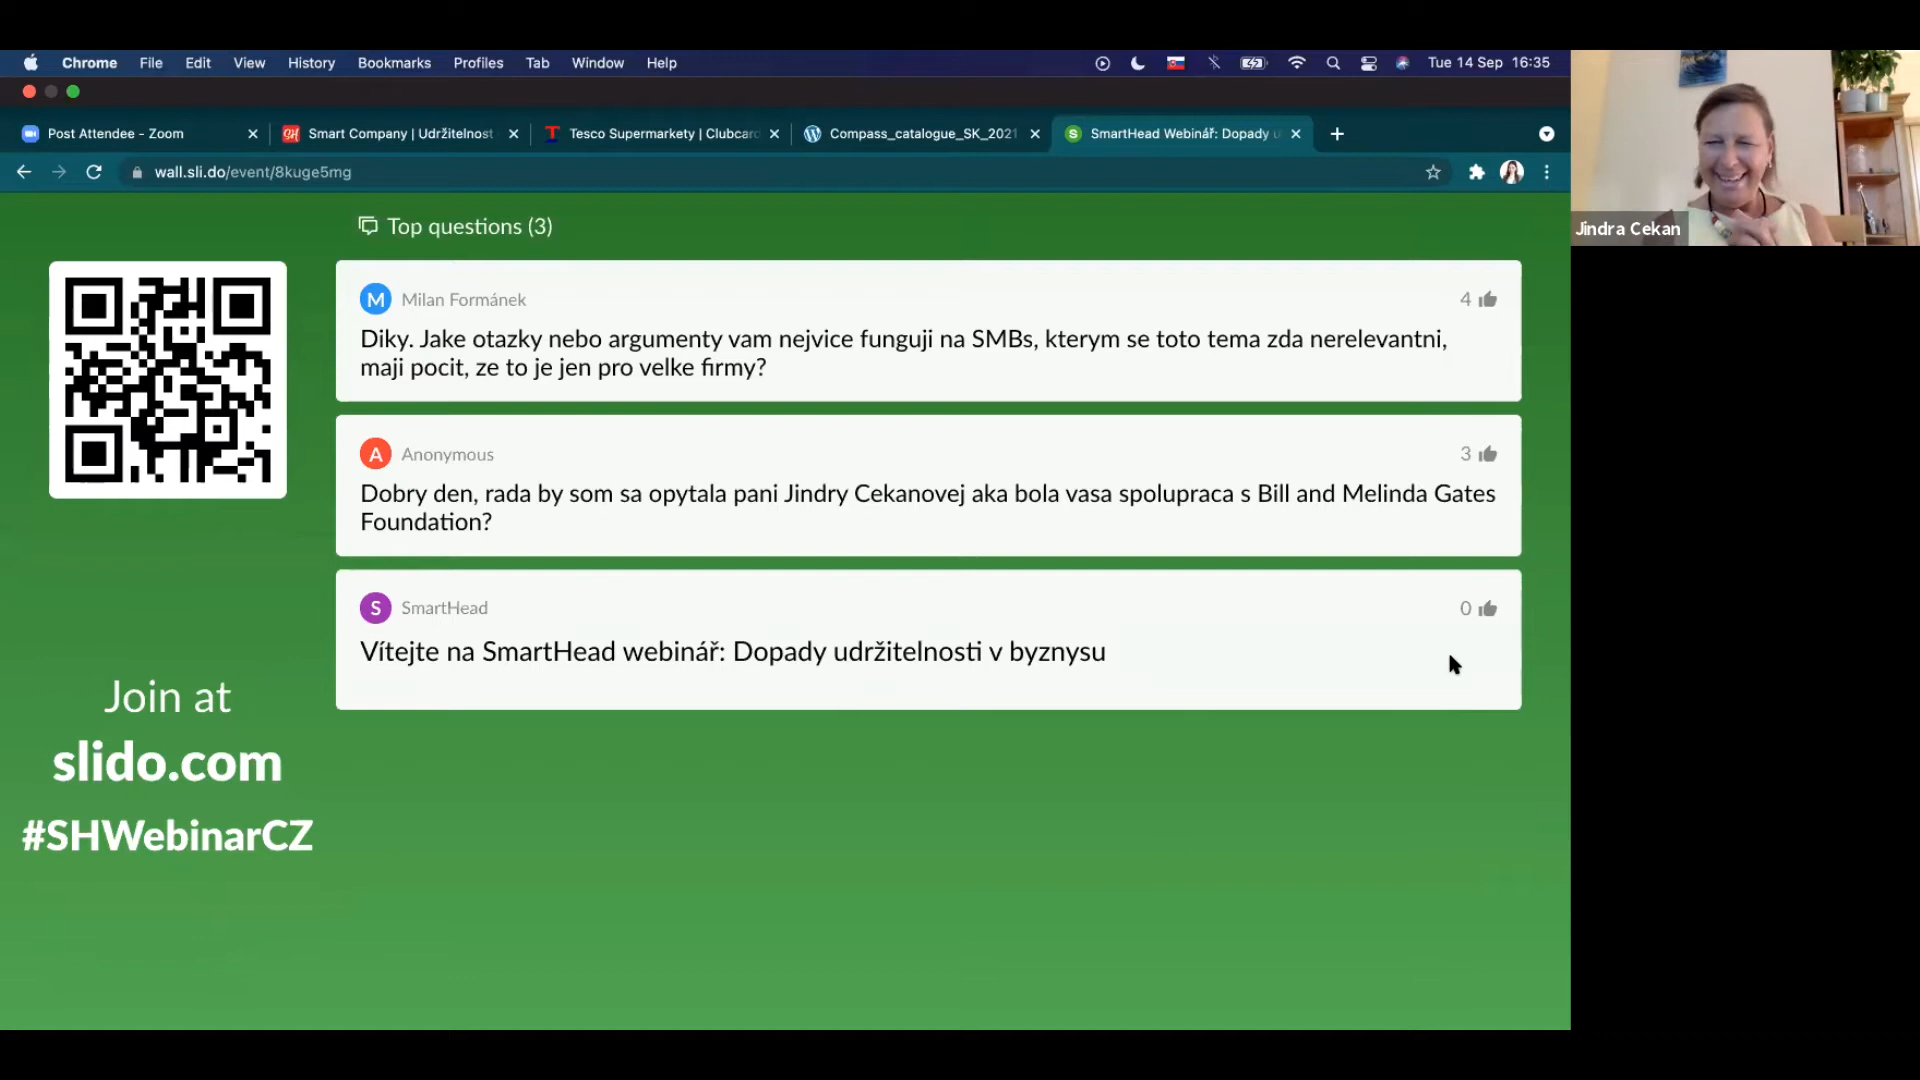 Chrome File Edit View History Bookmarks Profiles Tab Window Help Tue 14 Sep 16:35
Post Attendee - Zoom Smart Company | Udržitelnost Tesco Supermarkety | Clubcard Compass_catalogue_SK_2021 SmartHead Webinář: Dopady u
wall.sli.do/event/8kuge5mg
Jindra Cekan
Top questions (3)
M Milan Formánek 4
Diky. Jake otazky nebo argumenty vam nejvice funguji na SMBs, kterym se toto tema zda nerelevantni,
maji pocit, ze to je jen pro velke firmy?
A Anonymous 3
Dobry den, rada by som sa opytala pani Jindry Cekanovej aka bola vasa spolupraca s Bill and Melinda Gates
Foundation?
S SmartHead 0
Vítejte na SmartHead webinář: Dopady udržitelnosti v byznysu
Join at
slido.com
#SHWebinarCZ